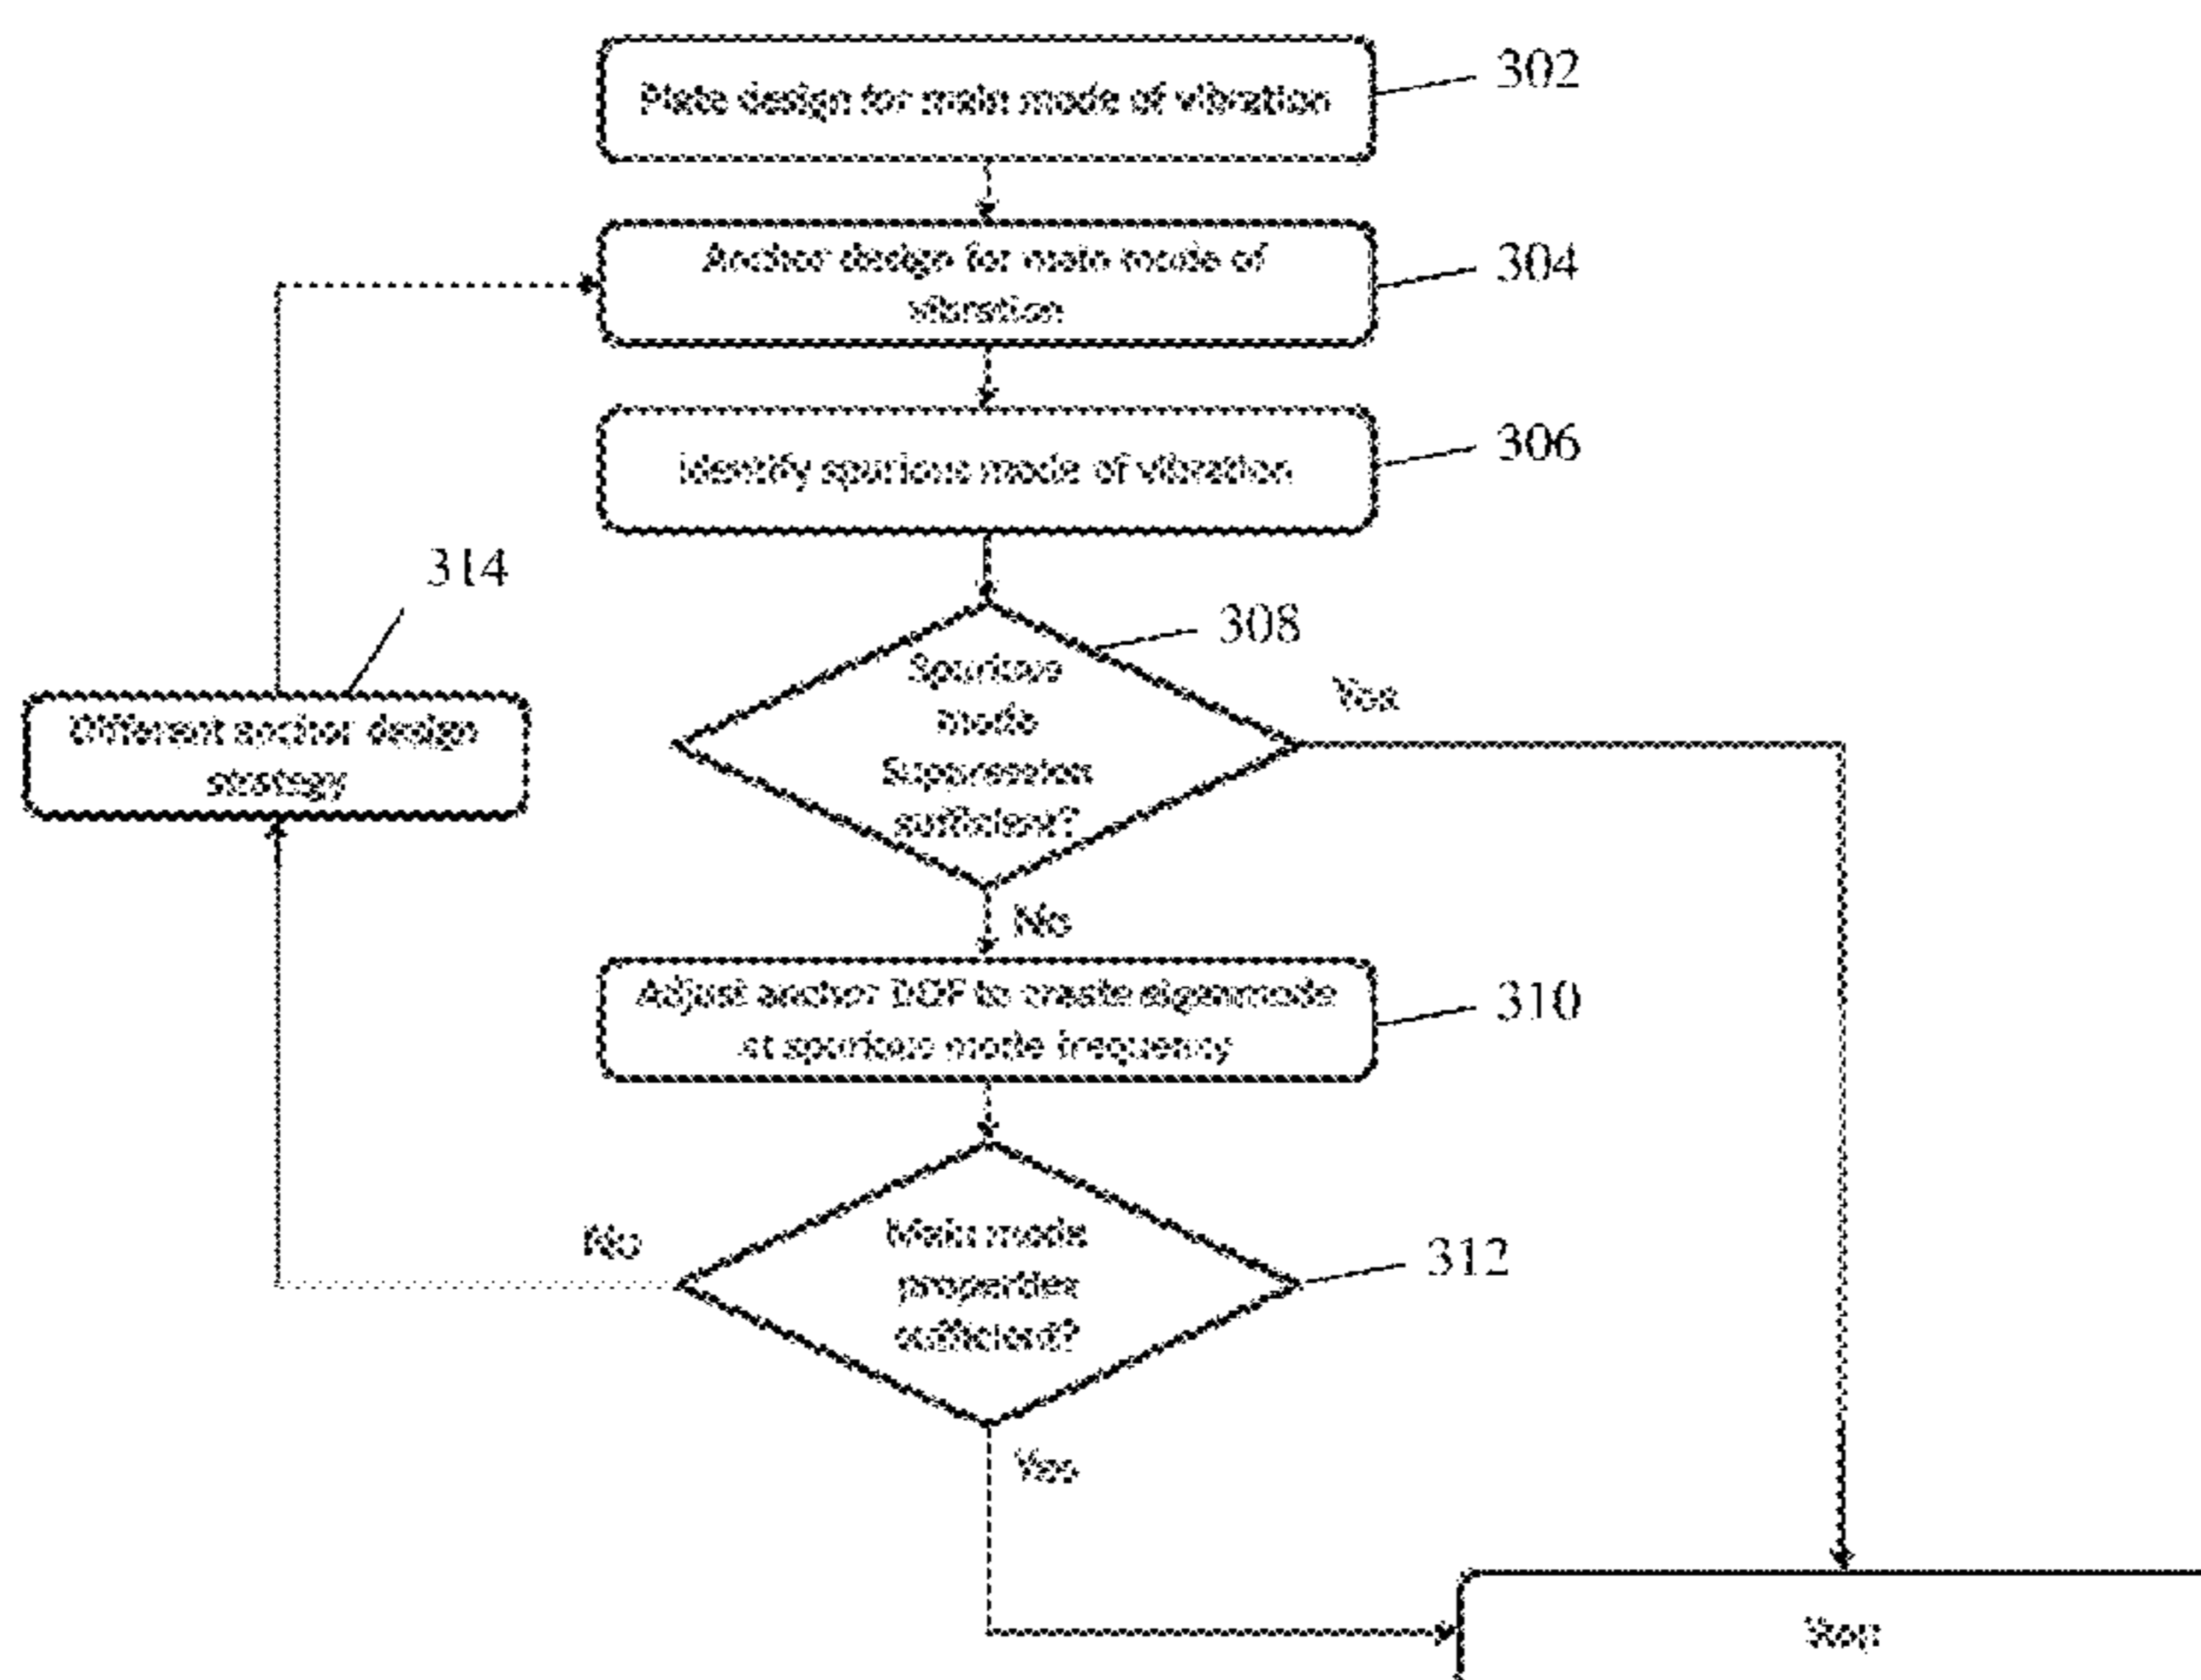 Plate design for main mode of vibration
302
Anchor design for main mode of
vibration
304
identify spurious mode of vibration
306
314
308
Spurious
mode
Suppression
sufficient?
Yes
Different anchor design
strategy
No
Adjust anchor DOF to create eigenmode
at spurious mode frequency
310
No
Main mode
properties
sufficient?
312
Yes
Stop